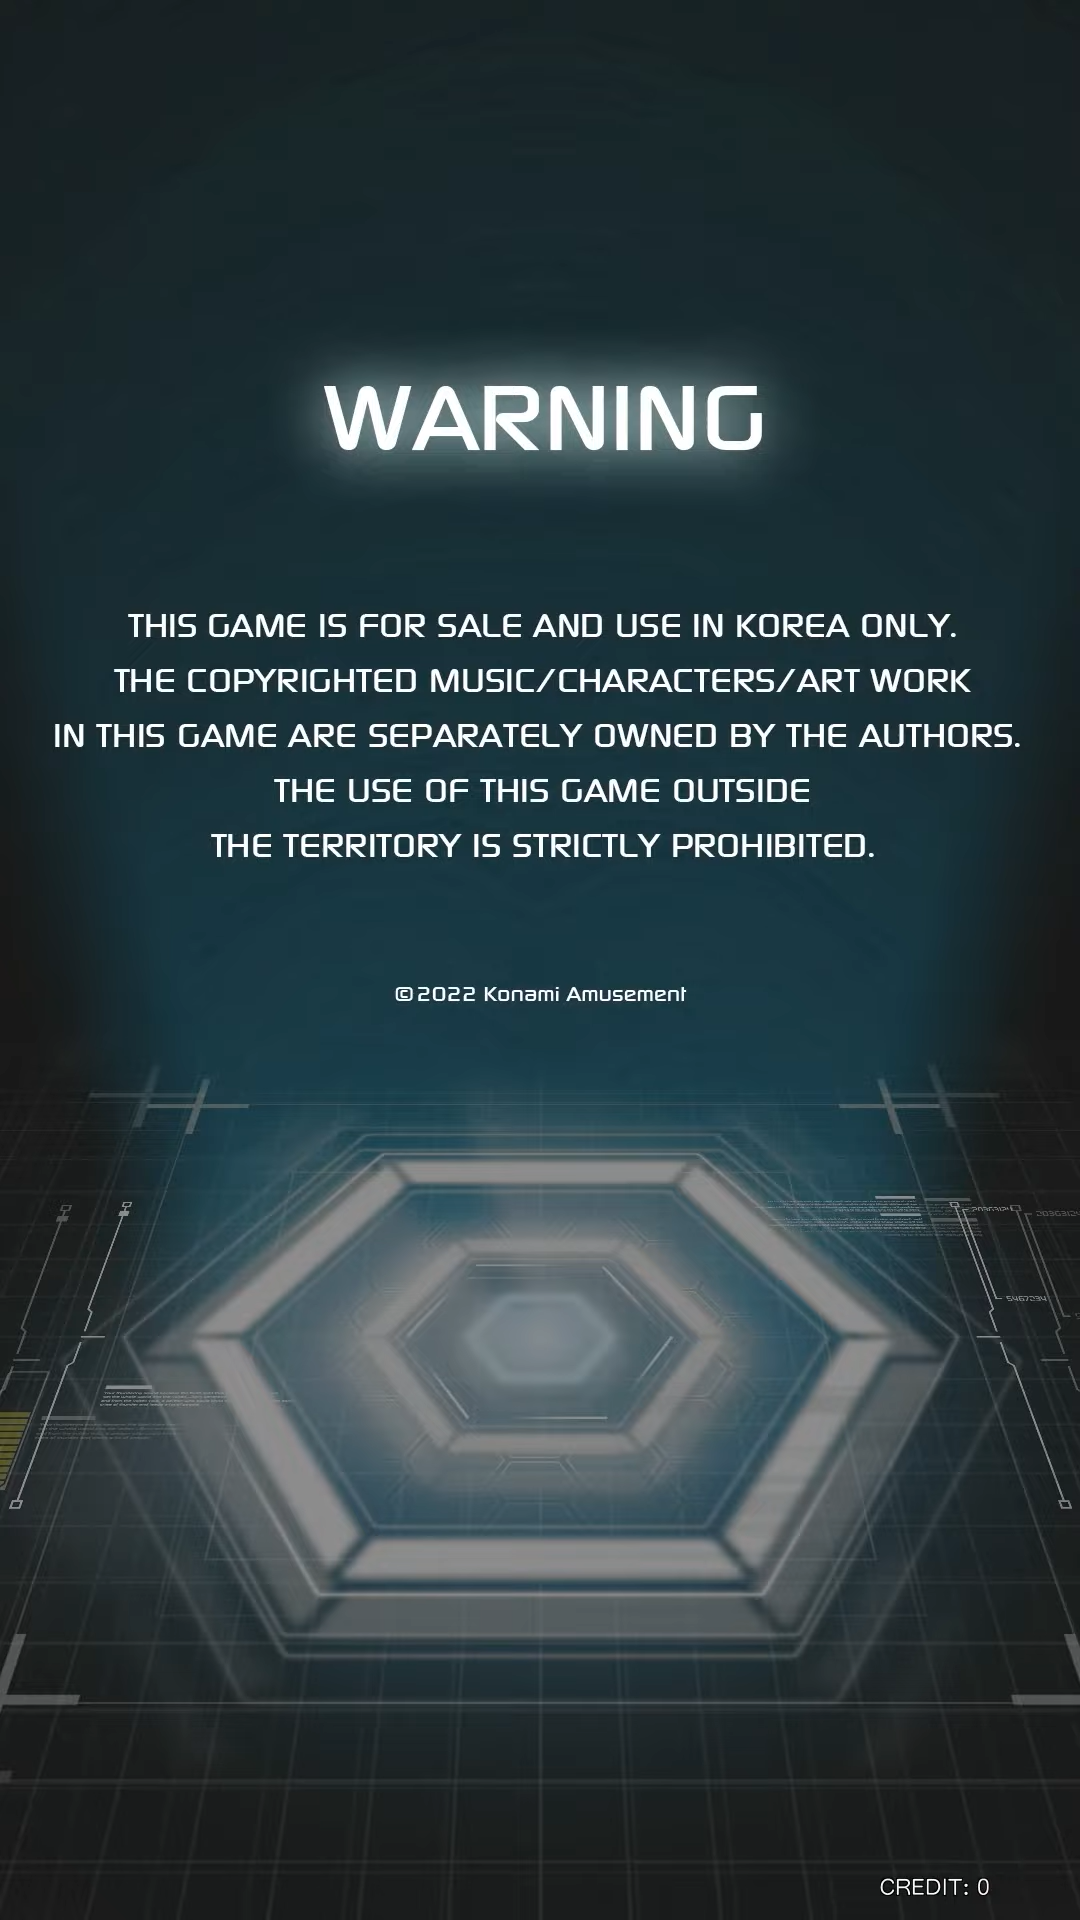 WARNING
THIS GAME IS FOR SALE AND USE IN KOREA ONLY.
THE COPYRIGHTED MUSIC/CHARACTERS/ART WORK
IN THIS GAME ARE SEPARATELY OWNED BY THE AUTHORS.
THE USE OF THIS GAME OUTSIDE
THE TERRITORY IS STRICTLY PROHIBITED.
©2022 Konami Amusement
5467234
CREDIT: 0